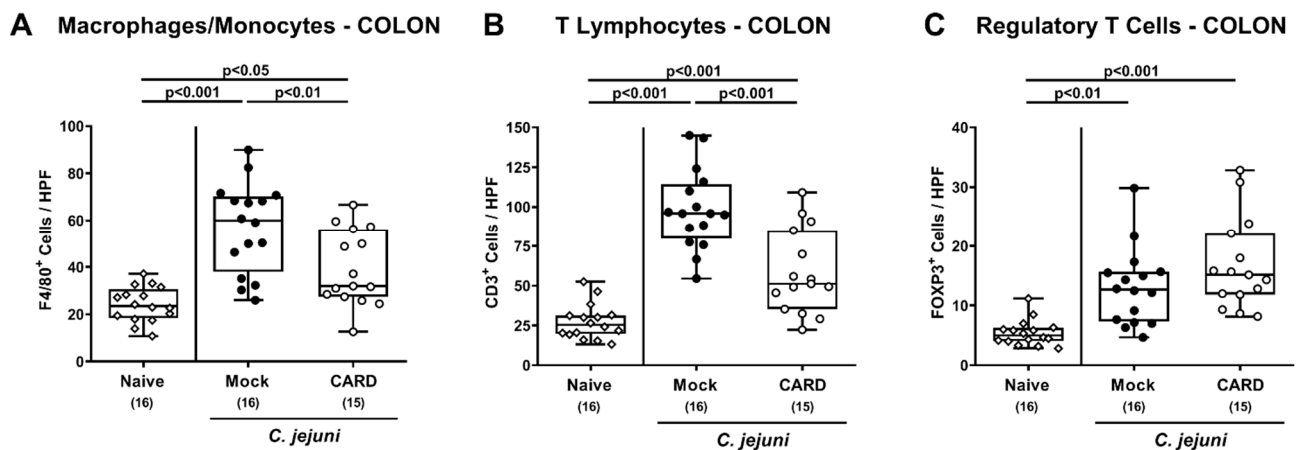 A Macrophages/Monocytes - COLON
p<0.05
p<0.001 p<0.01
F4/80+ Cells / HPF
100
80
60
40
20
0
Naive Mock CARD
(16) (16) (15)
C. jejuni
B T Lymphocytes - COLON
p<0.001
p<0.001 p<0.001
CD3+ Cells / HPF
150
125
100
75
50
25
0
Naive Mock CARD
(16) (16) (15)
C. jejuni
C Regulatory T Cells - COLON
p<0.001
p<0.01
FOXP3+ Cells / HPF
40
30
20
10
0
Naive Mock CARD
(16) (16) (15)
C. jejuni